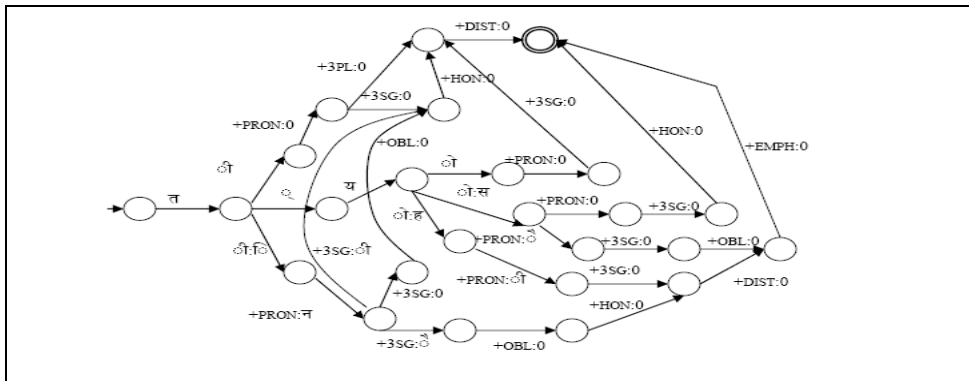 +DIST:0
+3PL:0
+HON:0
+3SG:0
+3SG:0
+PRON:0
+HON:0
+OBL:0
+EMPH:0
ी
ो
+PRON:0
त
्
य
ो:स
+PRON:0
+3SG:0
ो:ह
+PRON:ै
+3SG:0
+OBL:0
ी:ि
+3SG:ी
+PRON:ी
+3SG:0
+DIST:0
+3SG:0
+HON:0
+PRON:न
+3SG:ै
+OBL:0